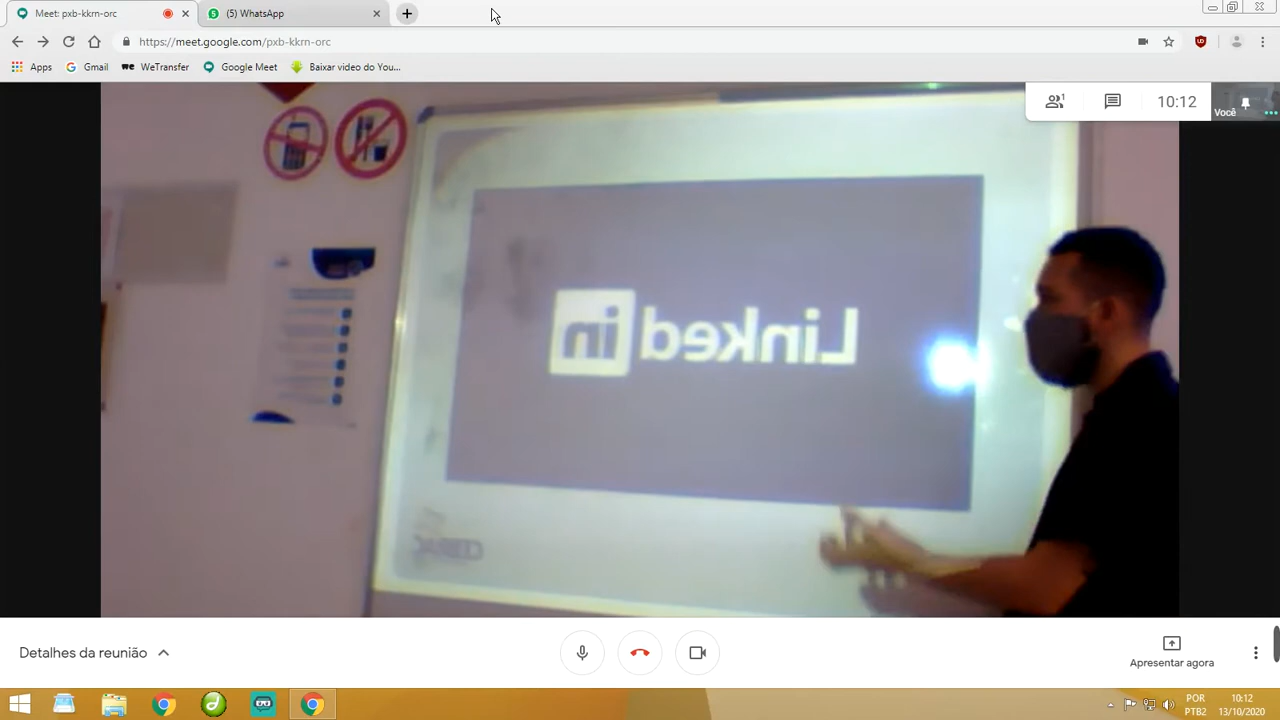 Meet: pxb-kkrn-orc
(5) WhatsApp
https://meet.google.com/pxb-kkrn-orc
Apps
Gmail
WeTransfer
Google Meet
Baixar video do You...
1
10:12
Você
Linked in
Detalhes da reunião
Apresentar agora
POR
PTB2
10:12
13/10/2020